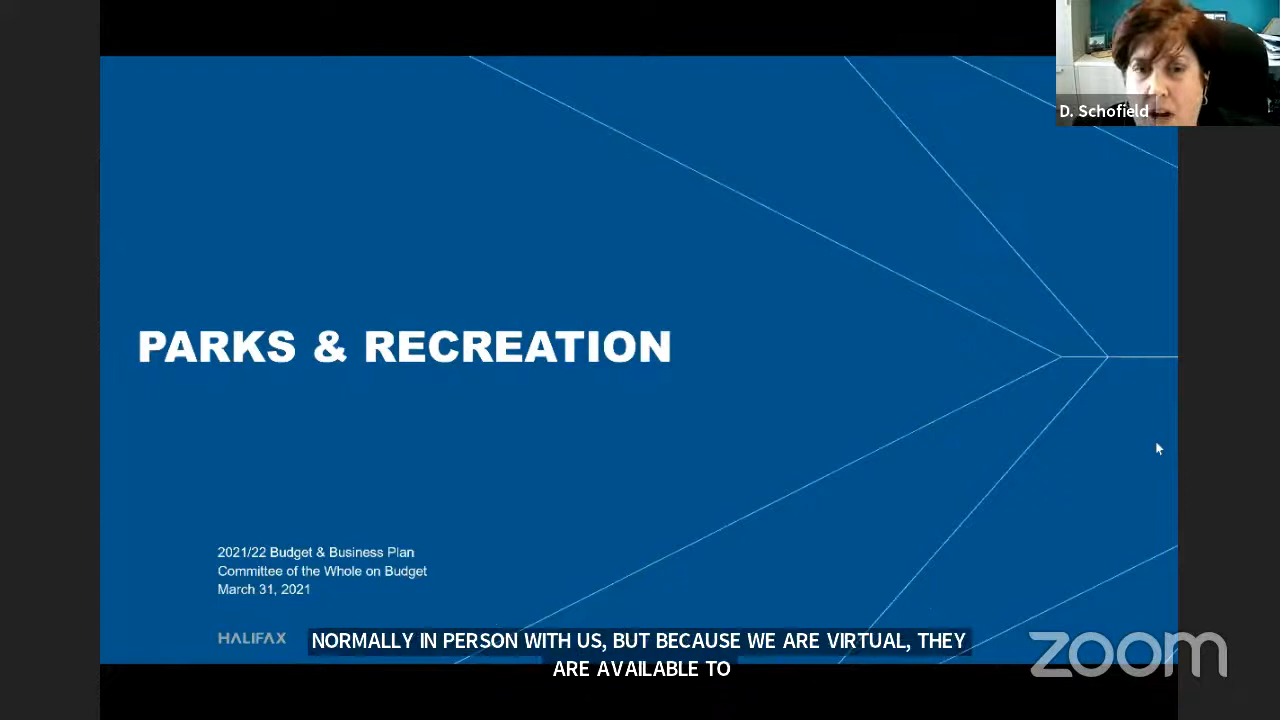 D. Schofield
PARKS & RECREATION
2021/22 Budget & Business Plan
Committee of the Whole on Budget
March 31, 2021
HALIFAX
NORMALLY IN PERSON WITH US, BUT BECAUSE WE ARE VIRTUAL, THEY
ARE AVAILABLE TO
zoom